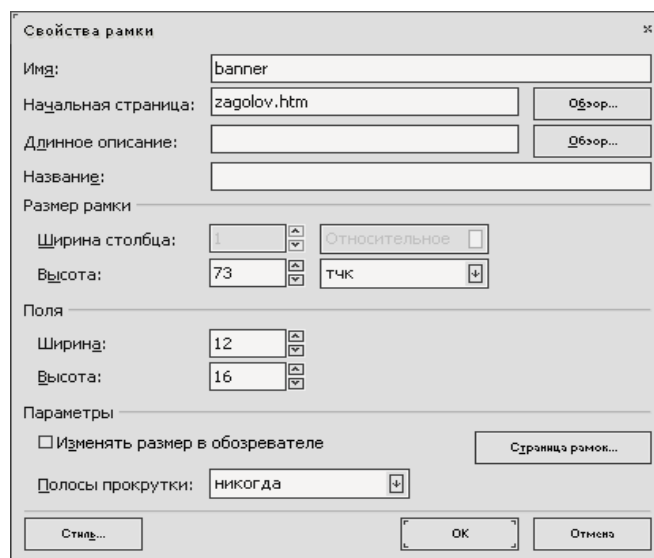 Свойства рамки
Имя: banner
Начальная страница: zagolov.htm Обзор...
Длинное описание: Обзор...
Название:
Размер рамки
Ширина столбца: 1 Относительное
Высота: 73 тчк
Поля
Ширина: 12
Высота: 16
Параметры
Изменять размер в обозревателе
Страница рамок...
Полосы прокрутки: никогда
Стиль... ОК Отмена